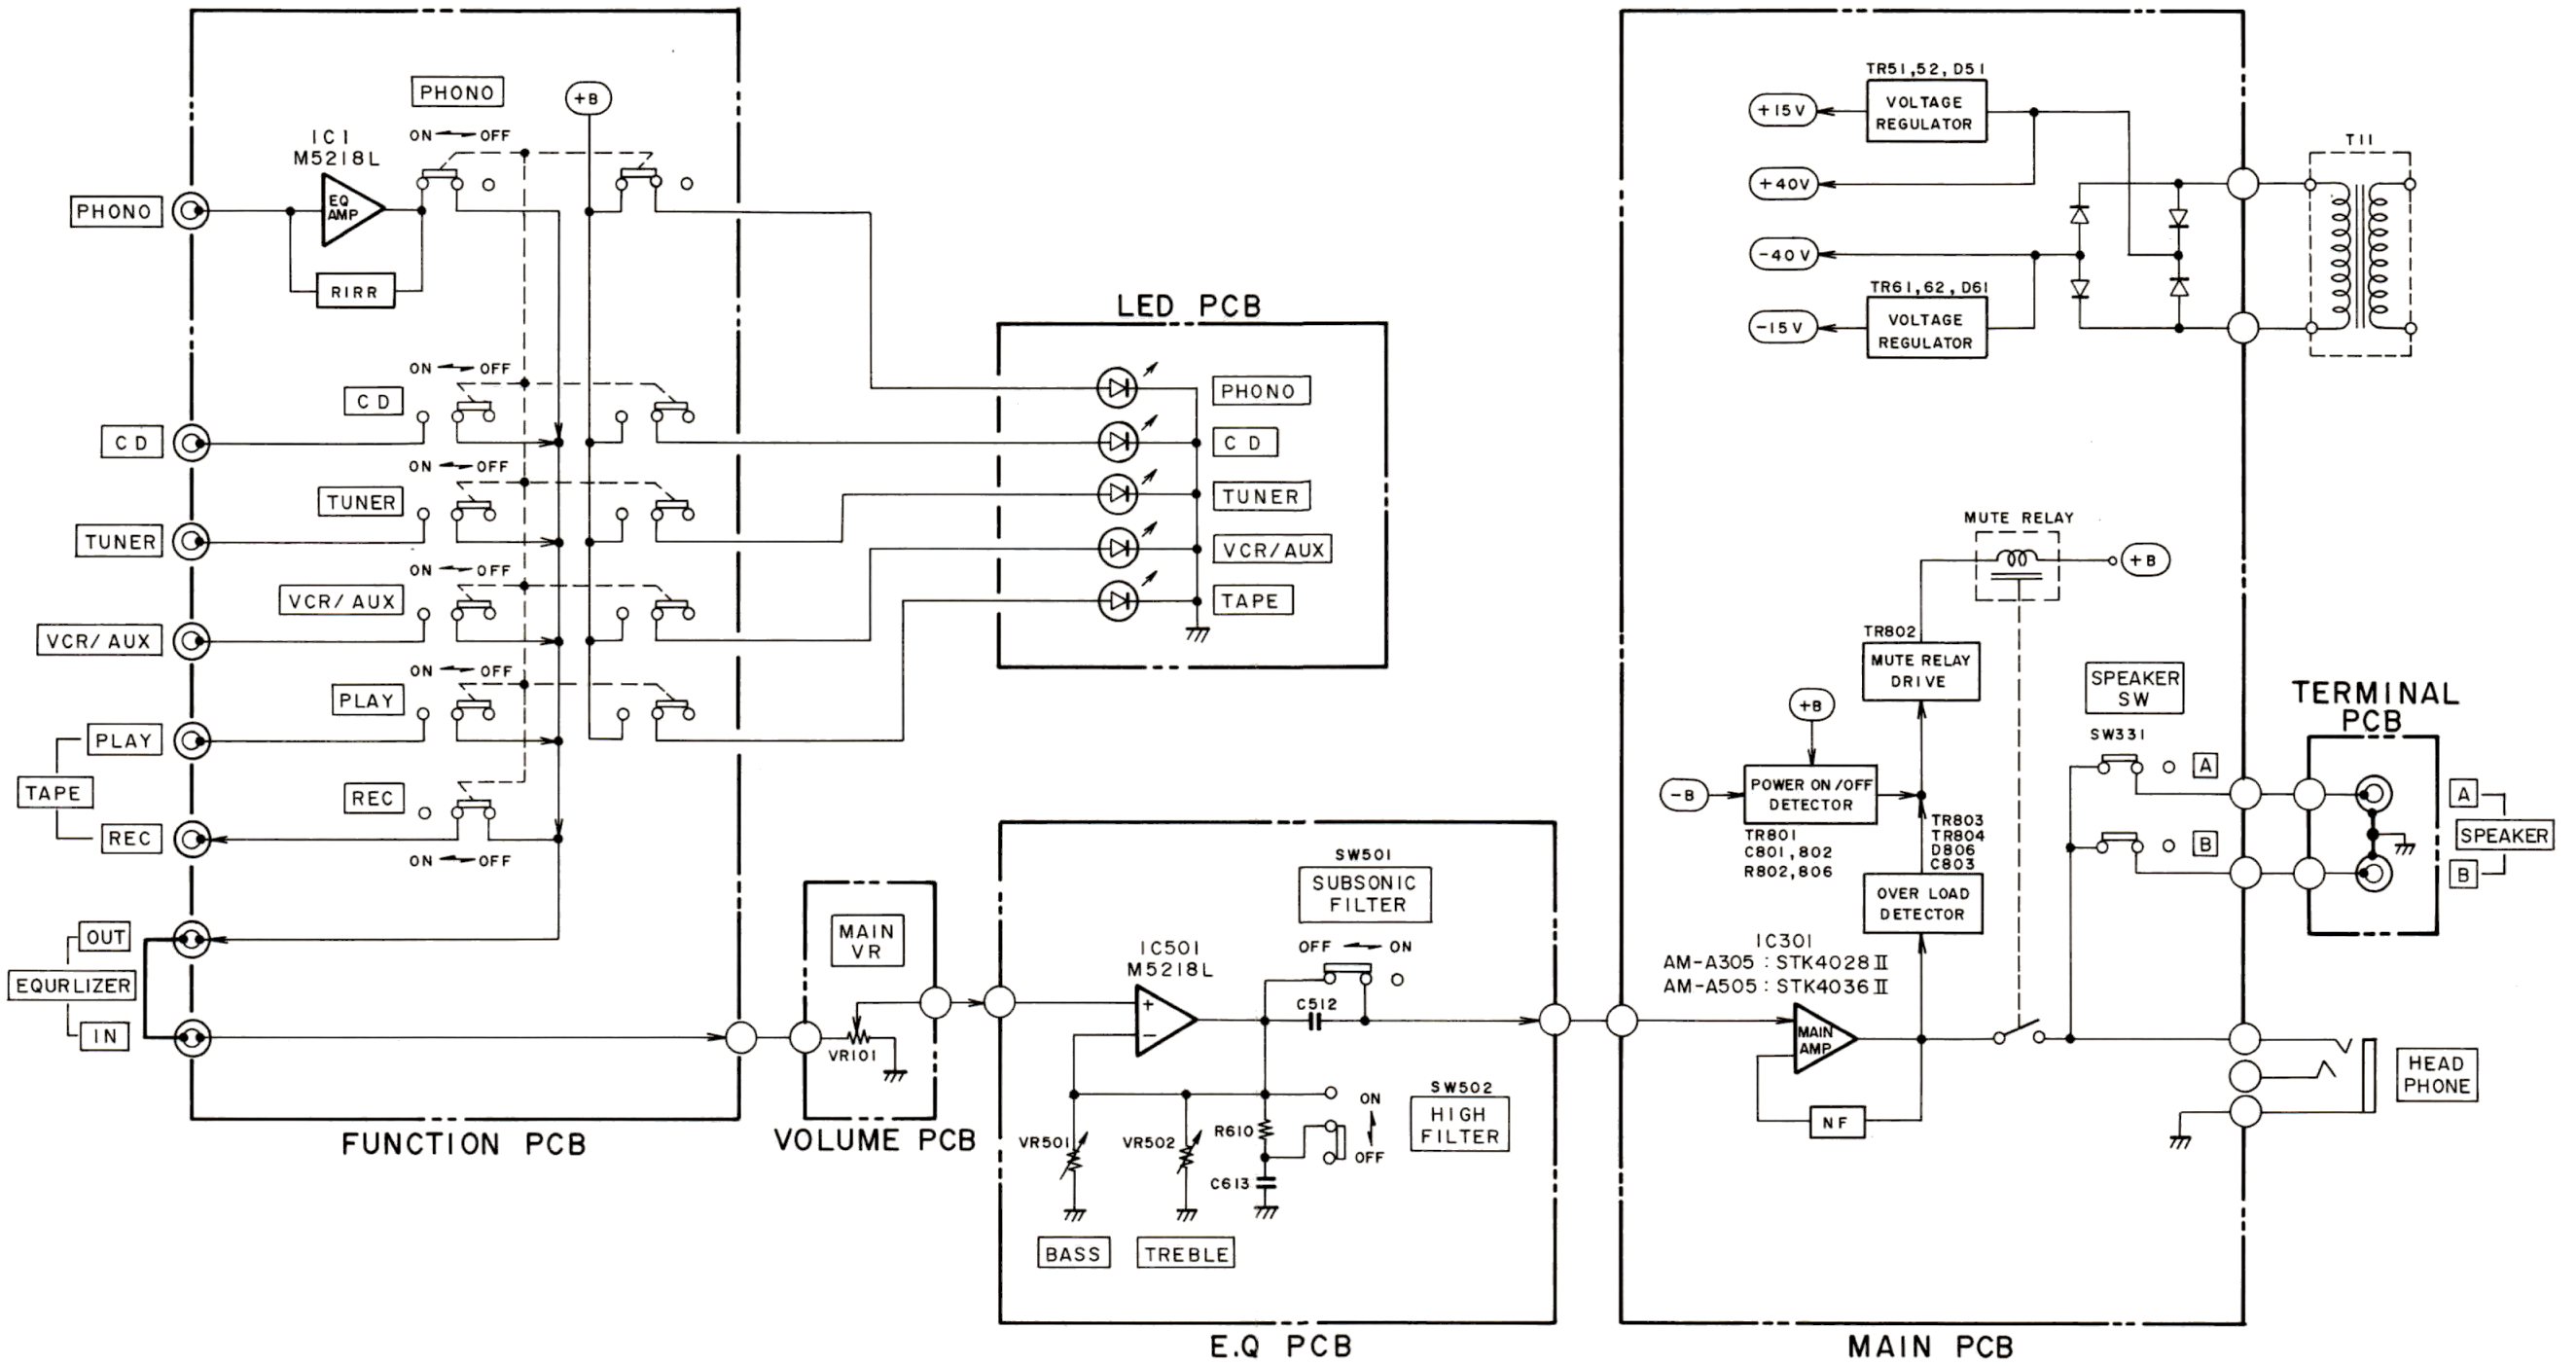 PHONO
+B
ON OFF
IC1
M5218L
EQ
AMP
PHONO
RIRR
ON OFF
CD
CD
ON OFF
TUNER
TUNER
ON OFF
VCR/AUX
VCR/AUX
ON OFF
PLAY
PLAY
TAPE
REC
REC
ON OFF
OUT
EQURLIZER
IN
FUNCTION PCB
LED PCB
PHONO
CD
TUNER
VCR/AUX
TAPE
MAIN
VR
VR101
VOLUME PCB
SW501
SUBSONIC
FILTER
OFF ON
IC501
M5218L
+
−
C512
SW502
ON
HIGH
FILTER
OFF
VR501
VR502
R610
C613
BASS
TREBLE
E.Q PCB
TR51,52, D51
+15V
VOLTAGE
REGULATOR
+40V
-40V
TR61,62, D61
-15V
VOLTAGE
REGULATOR
T11
MUTE RELAY
+B
TR802
MUTE RELAY
DRIVE
+B
-B
POWER ON/OFF
DETECTOR
TR801
C801,802
R802,806
TR803
TR804
D806
C803
OVER LOAD
DETECTOR
IC301
AM-A305 : STK4028II
AM-A505 : STK4036II
MAIN
AMP
NF
SPEAKER
SW
SW331
A
B
TERMINAL
PCB
A
SPEAKER
B
HEAD
PHONE
MAIN PCB